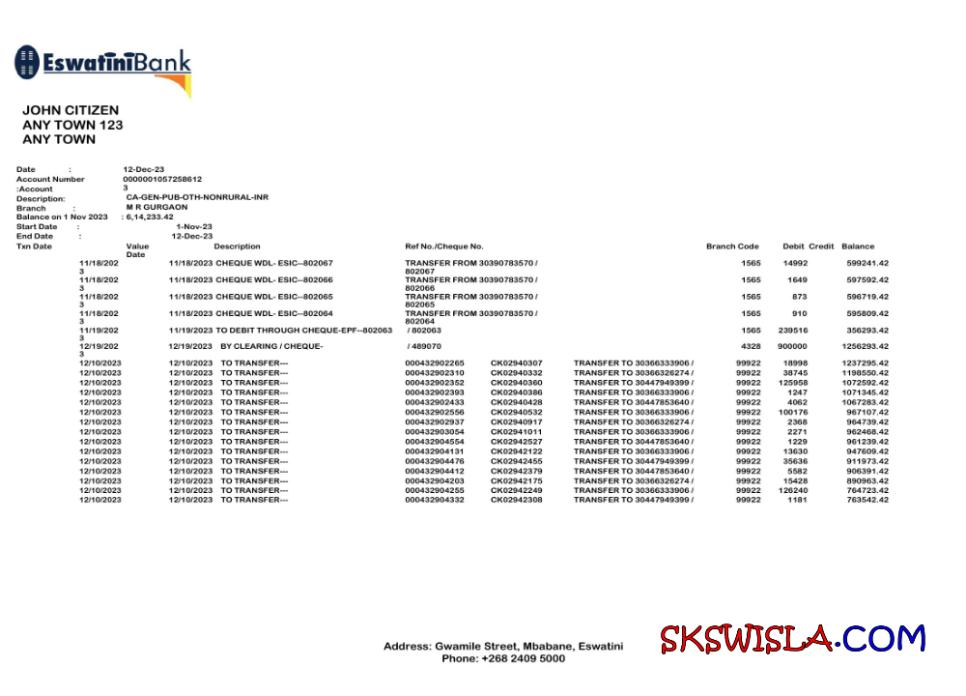 EswatiniBank
JOHN CITIZEN
ANY TOWN 123
ANY TOWN
Date : 12-Dec-23
Account Number 0000001057258612
:Account 3
Description: CA-GEN-PUB-OTH-NONRURAL-INR
Branch : M R GURGAON
Balance on 1 Nov 2023 : 6,14,233.42
Start Date : 1-Nov-23
End Date : 12-Dec-23
Txn Date Value Description Ref No./Cheque No. Branch Code Debit Credit Balance
Date
11/18/202 11/18/2023 CHEQUE WDL- ESIC--802067 TRANSFER FROM 30390783570 / 1565 14992 599241.42
3 802067
11/18/202 11/18/2023 CHEQUE WDL- ESIC--802066 TRANSFER FROM 30390783570 / 1565 1649 597592.42
3 802066
11/18/202 11/18/2023 CHEQUE WDL- ESIC--802065 TRANSFER FROM 30390783570 / 1565 873 596719.42
3 802065
11/18/202 11/18/2023 CHEQUE WDL- ESIC--802064 TRANSFER FROM 30390783570 / 1565 910 595809.42
3 802064
11/19/202 11/19/2023 TO DEBIT THROUGH CHEQUE-EPF--802063 / 802063 1565 239516 356293.42
3
12/19/202 12/19/2023 BY CLEARING / CHEQUE- / 489070 4328 900000 1256293.42
3
12/10/2023 12/10/2023 TO TRANSFER--- 000432902265 CK02940307 TRANSFER TO 30366333906 / 99922 18998 1237295.42
12/10/2023 12/10/2023 TO TRANSFER--- 000432902310 CK02940332 TRANSFER TO 30366326274 / 99922 38745 1198550.42
12/10/2023 12/10/2023 TO TRANSFER--- 000432902352 CK02940360 TRANSFER TO 30447949399 / 99922 125958 1072592.42
12/10/2023 12/10/2023 TO TRANSFER--- 000432902393 CK02940386 TRANSFER TO 30366333906 / 99922 1247 1071345.42
12/10/2023 12/10/2023 TO TRANSFER--- 000432902433 CK02940428 TRANSFER TO 30447853640 / 99922 4062 1067283.42
12/10/2023 12/10/2023 TO TRANSFER--- 000432902556 CK02940532 TRANSFER TO 30366333906 / 99922 100176 967107.42
12/10/2023 12/10/2023 TO TRANSFER--- 000432902937 CK02940917 TRANSFER TO 30366326274 / 99922 2368 964739.42
12/10/2023 12/10/2023 TO TRANSFER--- 000432903054 CK02941011 TRANSFER TO 30366333906 / 99922 2271 962468.42
12/10/2023 12/10/2023 TO TRANSFER--- 000432904554 CK02942527 TRANSFER TO 30447853640 / 99922 1229 961239.42
12/10/2023 12/10/2023 TO TRANSFER--- 000432904131 CK02942122 TRANSFER TO 30366333906 / 99922 13630 947609.42
12/10/2023 12/10/2023 TO TRANSFER--- 000432904476 CK02942455 TRANSFER TO 30447949399 / 99922 35636 911973.42
12/10/2023 12/10/2023 TO TRANSFER--- 000432904412 CK02942379 TRANSFER TO 30447853640 / 99922 5582 906391.42
12/10/2023 12/10/2023 TO TRANSFER--- 000432904203 CK02942175 TRANSFER TO 30366326274 / 99922 15428 890963.42
12/10/2023 12/10/2023 TO TRANSFER--- 000432904255 CK02942249 TRANSFER TO 30366333906 / 99922 126240 764723.42
12/10/2023 12/10/2023 TO TRANSFER--- 000432904332 CK02942308 TRANSFER TO 30447949399 / 99922 1181 763542.42
Address: Gwamile Street, Mbabane, Eswatini
Phone: +268 2409 5000
SKSWISLA.COM